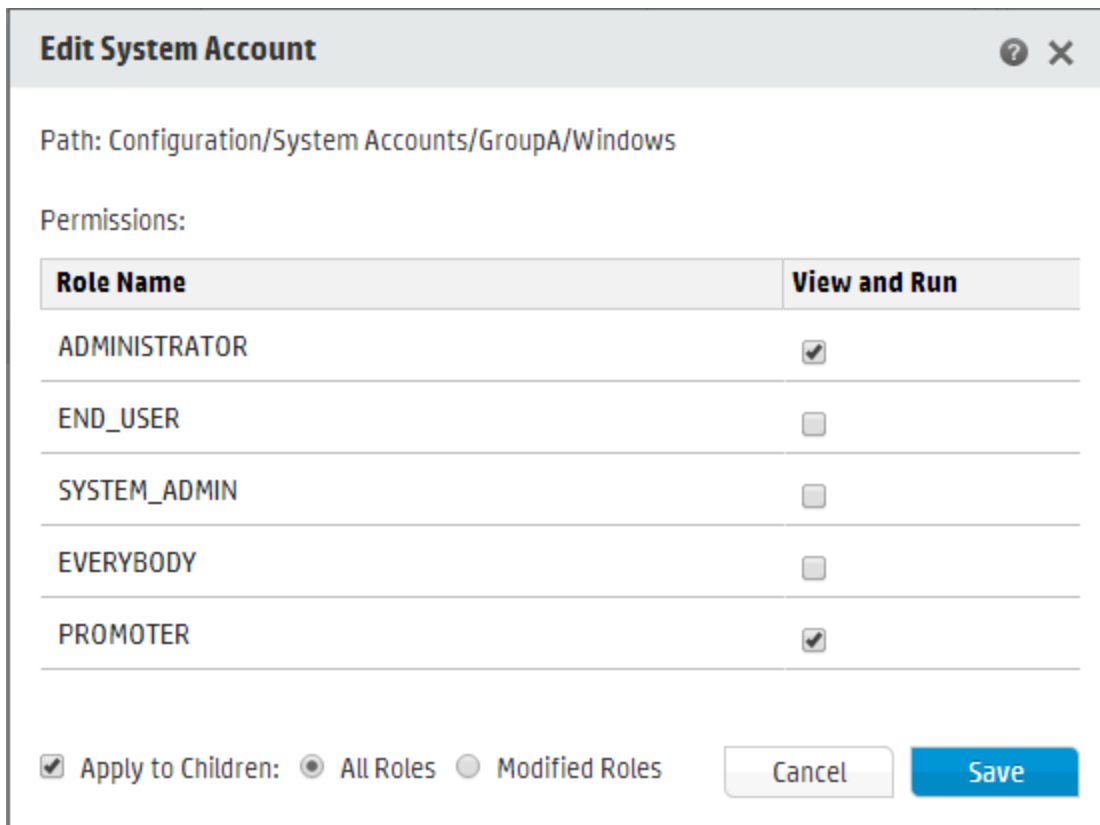 Edit System Account
Path: Configuration/System Accounts/GroupA/Windows
Permissions:
Role Name View and Run
ADMINISTRATOR
END_USER
SYSTEM_ADMIN
EVERYBODY
PROMOTER
Apply to Children: All Roles Modified Roles Cancel Save